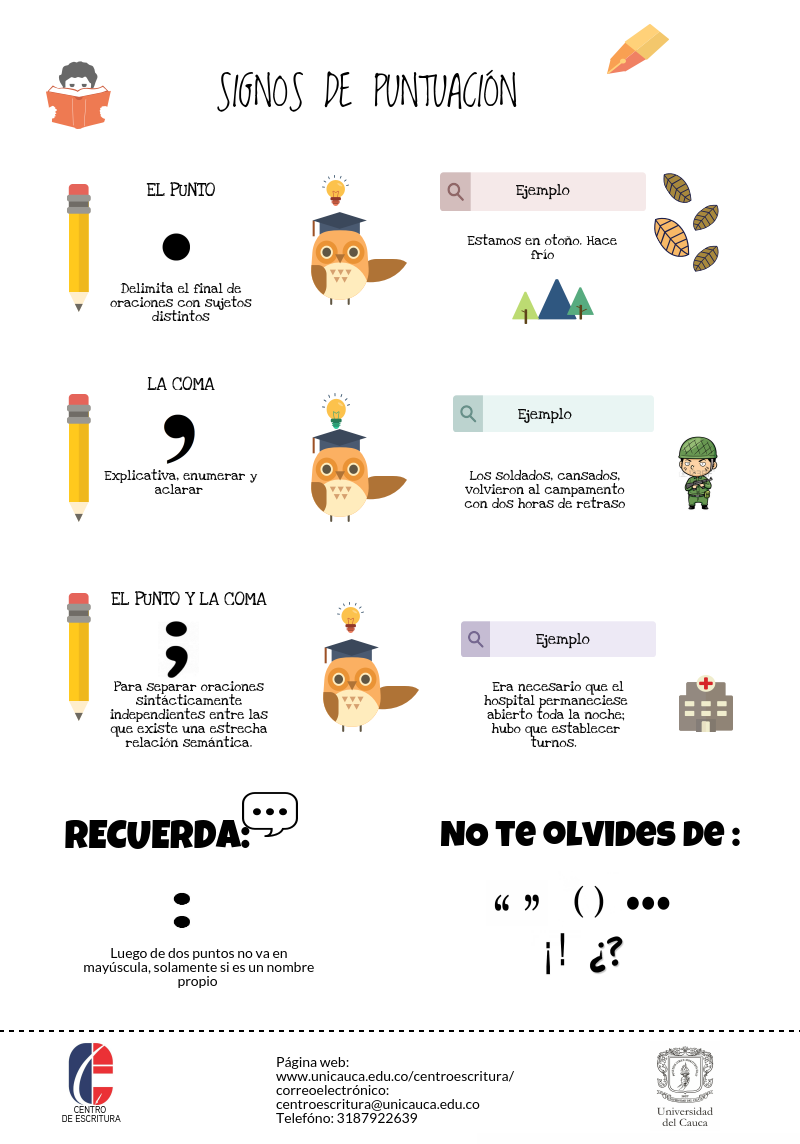 SIGNOS DE PUNTUACIÓN
EL PUNTO
.
Delimita el final de
oraciones con sujetos
distintos
Ejemplo
Estamos en otoño. Hace
frío
LA COMA
,
Explicativa, enumerar y
aclarar
Ejemplo
Los soldados, cansados,
volvieron al campamento
con dos horas de retraso
EL PUNTO Y LA COMA
;
Para separar oraciones
sintácticamente
independientes entre las
que existe una estrecha
relación semántica.
Ejemplo
Era necesario que el
hospital permaneciese
abierto toda la noche;
hubo que establecer
turnos.
RECUERDA:
:
Luego de dos puntos no va en
mayúscula, solamente si es un nombre
propio
No Te olvides de :
“ ” ( ) •••
¡! ¿?
CENTRO
DE ESCRITURA
Página web:
www.unicauca.edu.co/centroescritura/
correoelectrónico:
centroescritura@unicauca.edu.co
Telefóno: 3187922639
Universidad
del Cauca